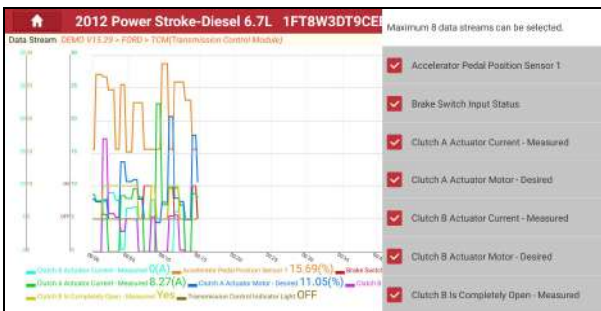 2012 Power Stroke-Diesel 6.7L 1FT8W3DT9CE
Data Stream DEMO V15.29 > FORD > TCM(Transmission Control Module)
Maximum 8 data streams can be selected.
Accelerator Pedal Position Sensor 1
Brake Switch Input Status
Clutch A Actuator Current - Measured
Clutch A Actuator Motor - Desired
Clutch B Actuator Current - Measured
Clutch B Actuator Motor - Desired
Clutch B Is Completely Open - Measured
Actuator Current - Measured 0(A) Accelerator Pedal Position Sensor 1 15.69(%) Brake Switch
Clutch A Actuator Current - Measured 8.27(A) Clutch A Actuator Motor - Desired 11.05(%) Clutch B
Clutch B Is Completely Open - Measured Yes Transmission Control Indicator Light OFF